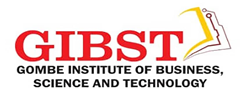 GIBST
GOMBE INSTITUTE OF BUSINESS,
SCIENCE AND TECHNOLOGY